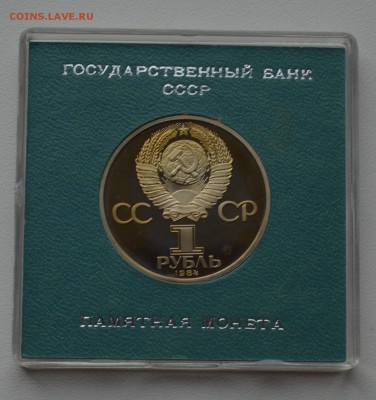 COINS.LAVE.RU
ГОСУДАРСТВЕННЫЙ БАНК
СССР
СС СР
1
РУБЛЬ
1984
ПАМЯТНАЯ МОНЕТА